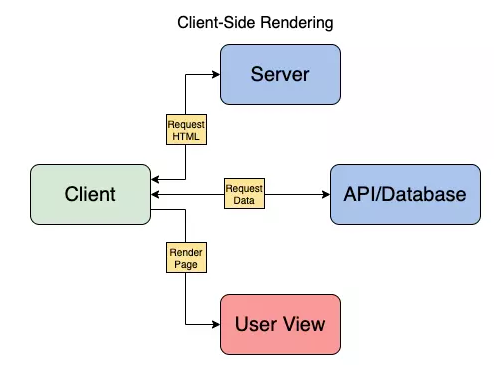 Client-Side Rendering
Server
Request
HTML
Client
Request
Data
API/Database
Render
Page
User View